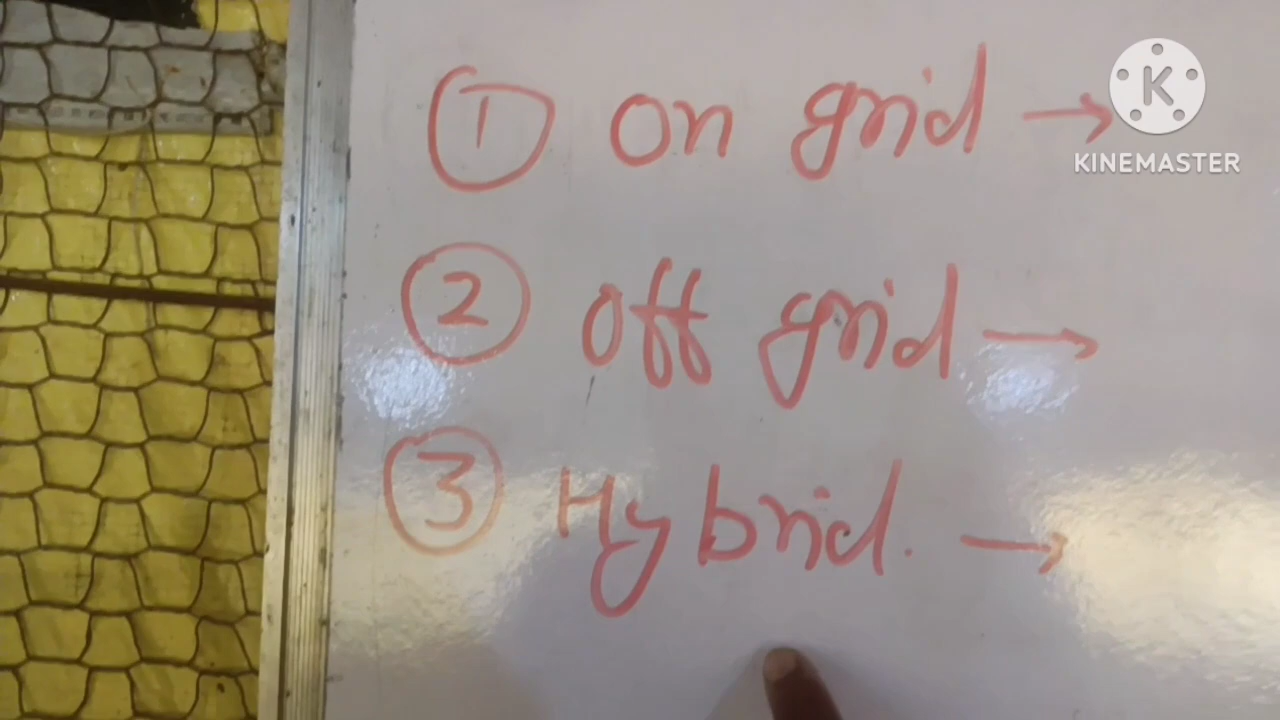 ① On grid →
② Off grid →
③ Hybrid. →
K
KINEMASTER